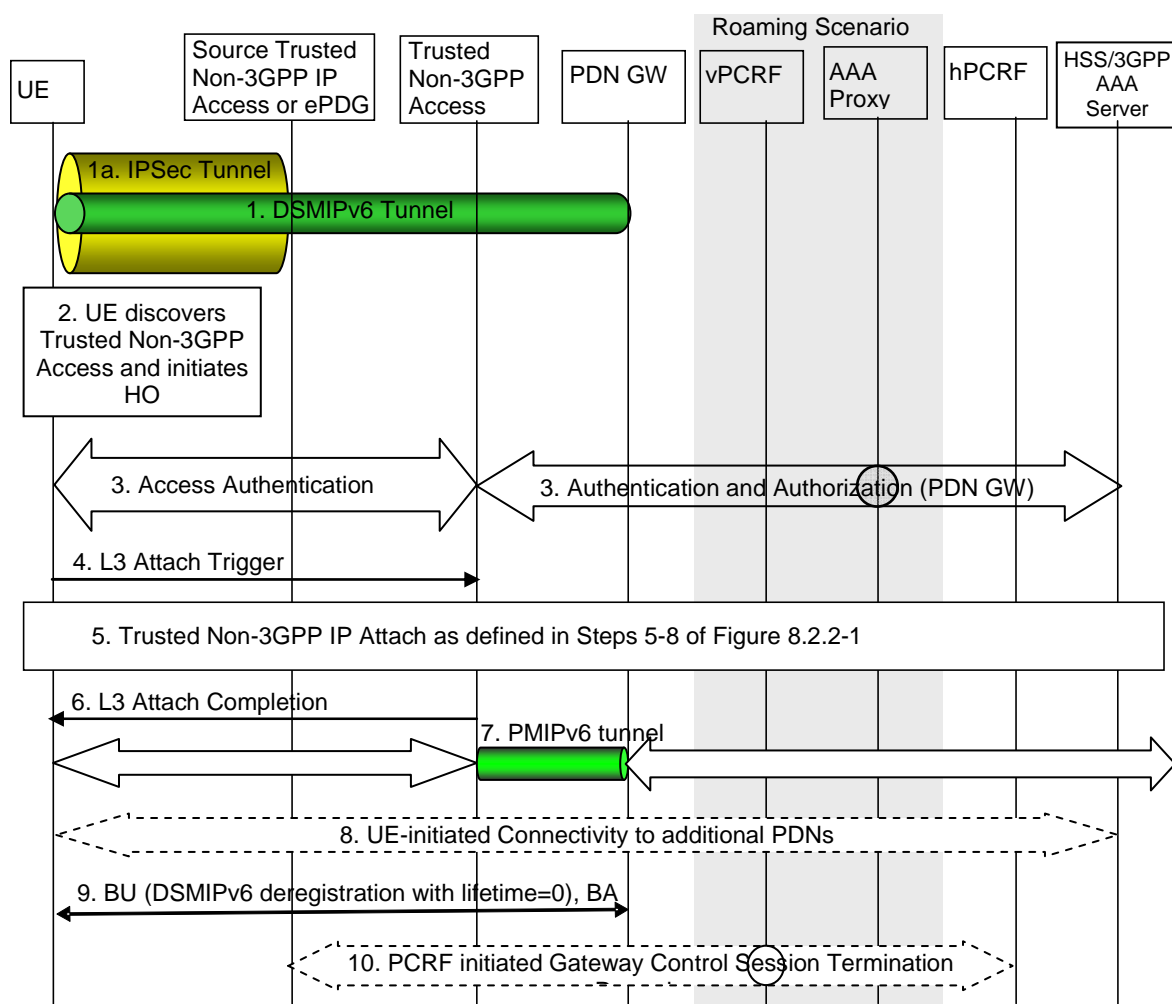 Roaming Scenario
UE
Source Trusted
Non-3GPP IP
Access or ePDG
Trusted
Non-3GPP
Access
PDN GW
vPCRF
AAA
Proxy
hPCRF
HSS/3GPP
AAA
Server
1a. IPSec Tunnel
1. DSMIPv6 Tunnel
2. UE discovers
Trusted Non-3GPP
Access and initiates
HO
3. Access Authentication
3. Authentication and Authorization (PDN GW)
4. L3 Attach Trigger
5. Trusted Non-3GPP IP Attach as defined in Steps 5-8 of Figure 8.2.2-1
6. L3 Attach Completion
7. PMIPv6 tunnel
8. UE-initiated Connectivity to additional PDNs
9. BU (DSMIPv6 deregistration with lifetime=0), BA
10. PCRF initiated Gateway Control Session Termination